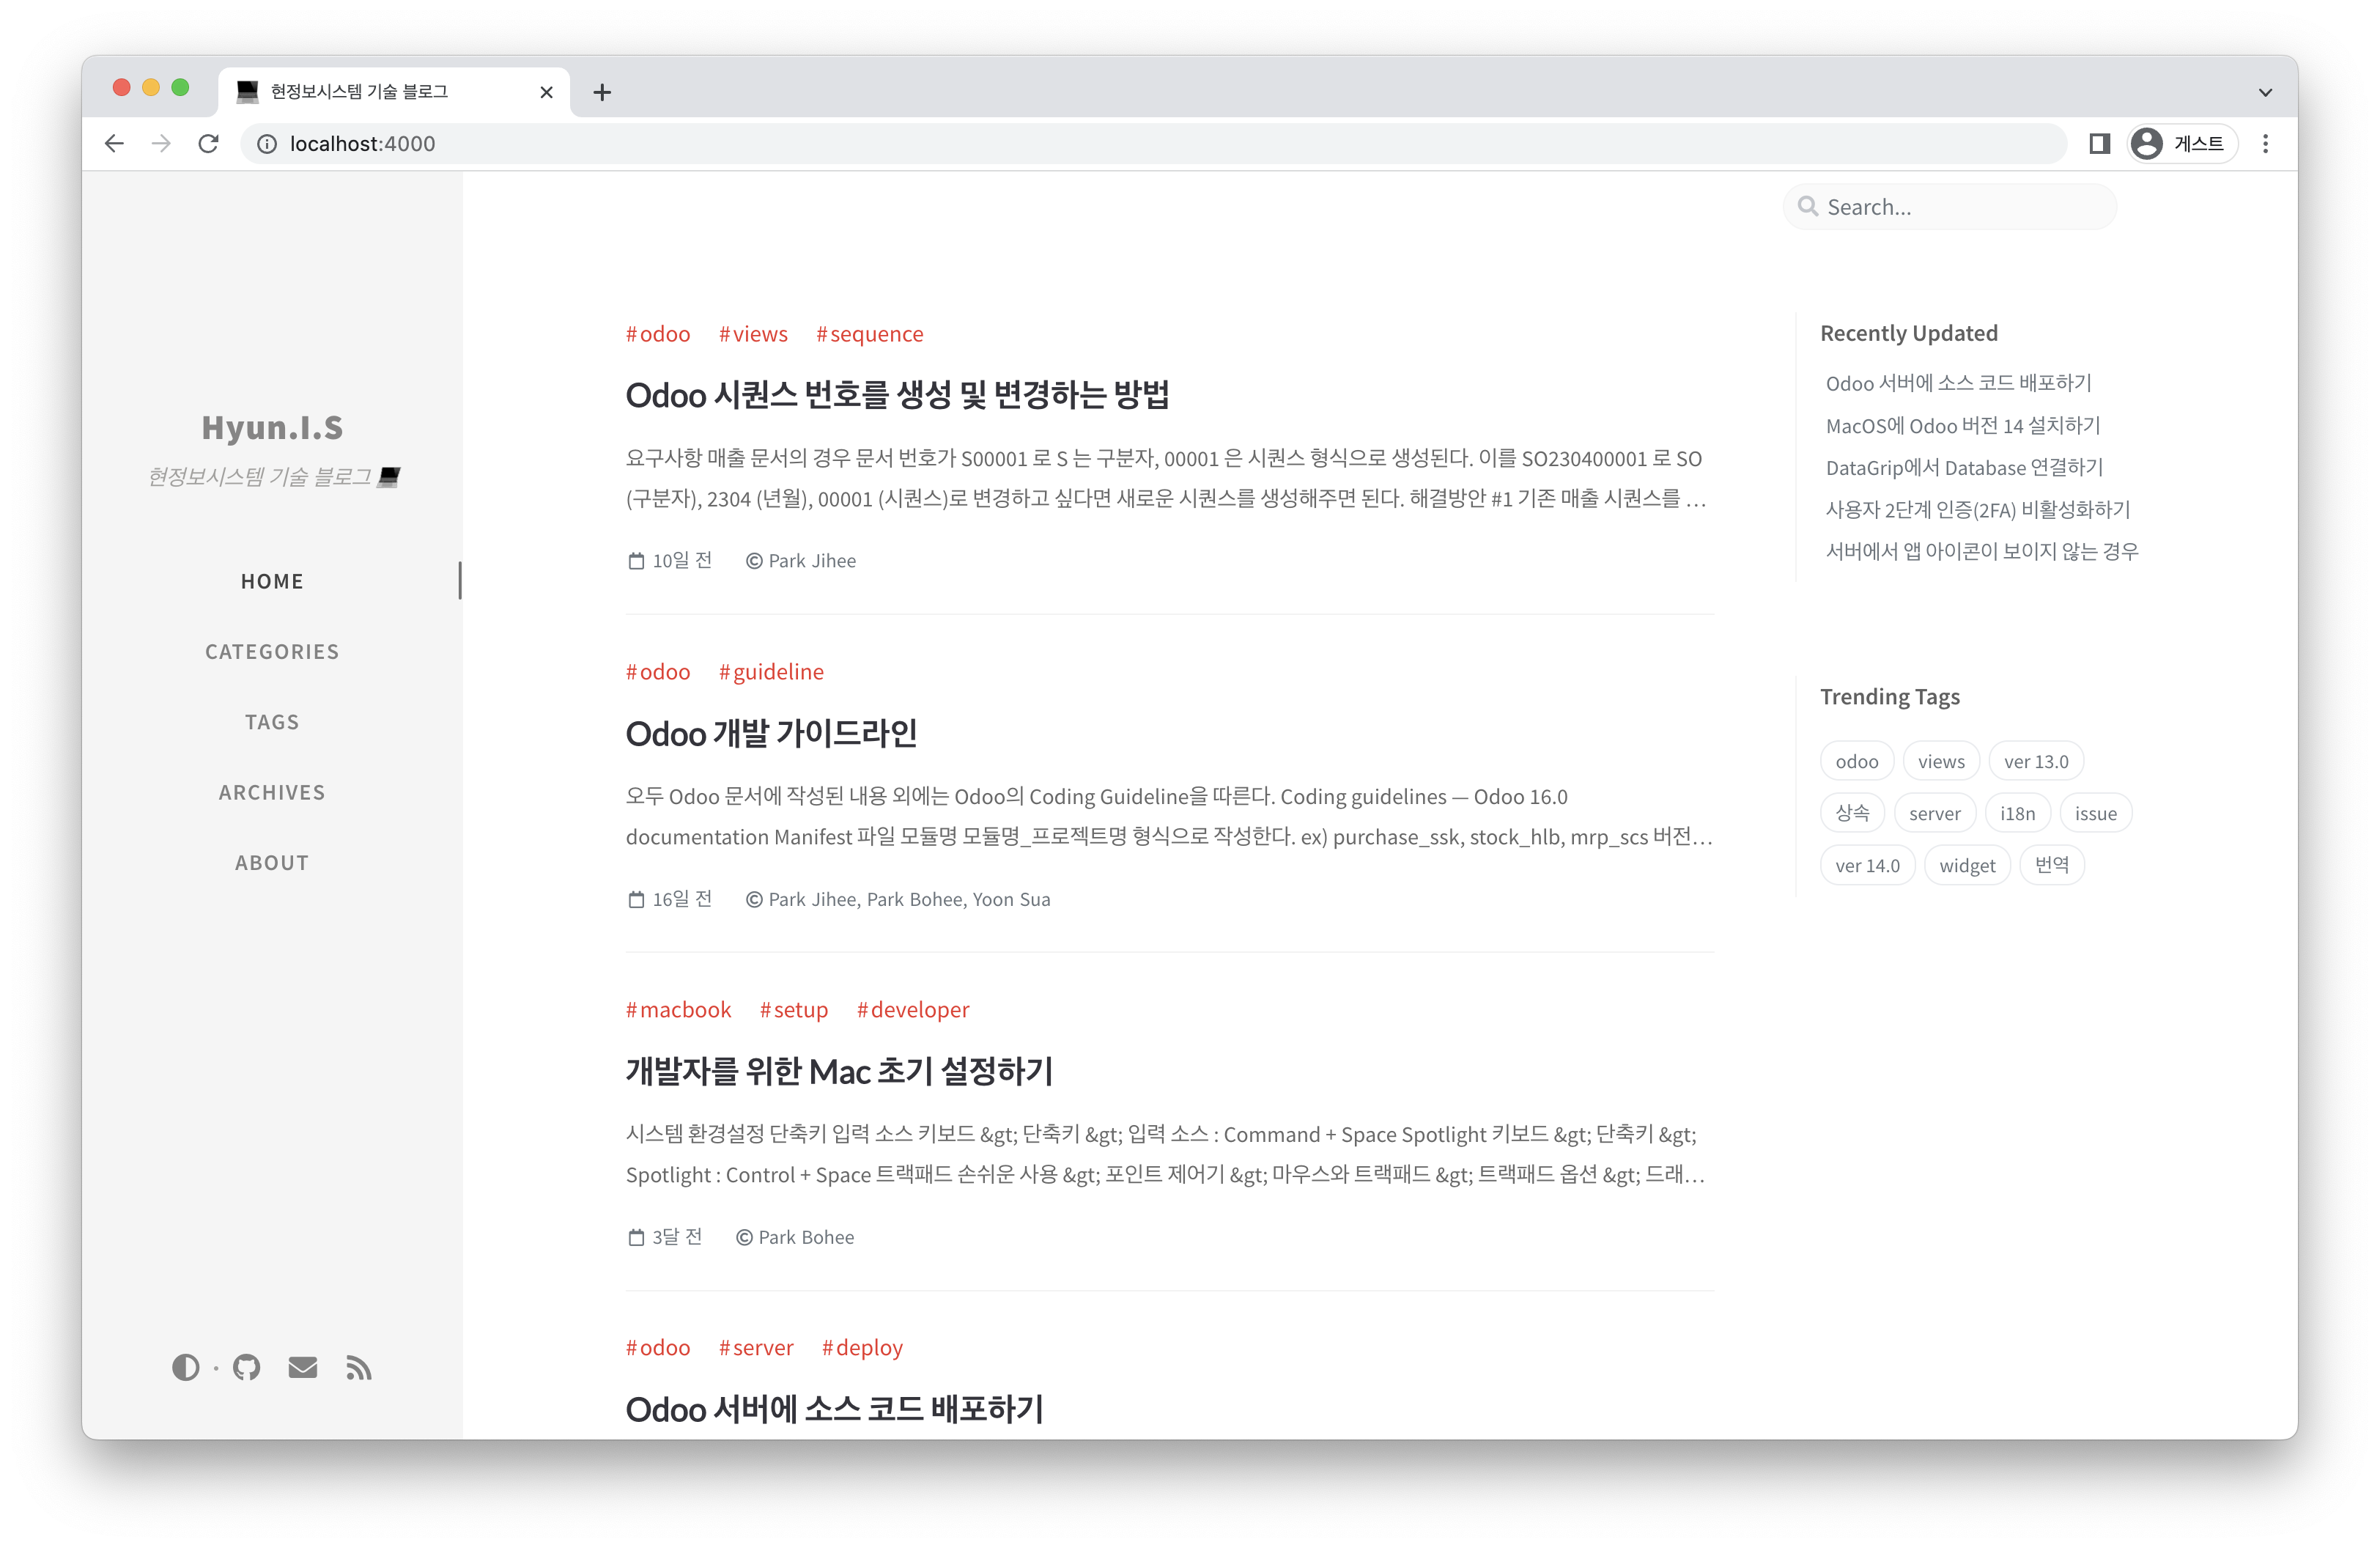 현정보시스템 기술 블로그
localhost:4000
게스트
Search...
Hyun.I.S
현정보시스템 기술 블로그
HOME
CATEGORIES
TAGS
ARCHIVES
ABOUT
#odoo #views #sequence
Odoo 시퀀스 번호를 생성 및 변경하는 방법
요구사항 매출 문서의 경우 문서 번호가 S00001 로 S 는 구분자, 00001 은 시퀀스 형식으로 생성된다. 이를 SO230400001 로 SO
(구분자), 2304 (년월), 00001 (시퀀스)로 변경하고 싶다면 새로운 시퀀스를 생성해주면 된다. 해결방안 #1 기존 매출 시퀀스를 ...
10일 전 © Park Jihee
#odoo #guideline
Odoo 개발 가이드라인
오두 Odoo 문서에 작성된 내용 외에는 Odoo의 Coding Guideline을 따른다. Coding guidelines — Odoo 16.0
documentation Manifest 파일 모듈명 모듈명_프로젝트명 형식으로 작성한다. ex) purchase_ssk, stock_hlb, mrp_scs 버전...
16일 전 © Park Jihee, Park Bohee, Yoon Sua
#macbook #setup #developer
개발자를 위한 Mac 초기 설정하기
시스템 환경설정 단축키 입력 소스 키보드 &gt; 단축키 &gt; 입력 소스 : Command + Space Spotlight 키보드 &gt; 단축키 &gt;
Spotlight : Control + Space 트랙패드 손쉬운 사용 &gt; 포인트 제어기 &gt; 마우스와 트랙패드 &gt; 트랙패드 옵션 &gt; 드래...
3달 전 © Park Bohee
#odoo #server #deploy
Odoo 서버에 소스 코드 배포하기
Recently Updated
Odoo 서버에 소스 코드 배포하기
MacOS에 Odoo 버전 14 설치하기
DataGrip에서 Database 연결하기
사용자 2단계 인증(2FA) 비활성화하기
서버에서 앱 아이콘이 보이지 않는 경우
Trending Tags
odoo views ver 13.0
상속 server i18n issue
ver 14.0 widget 번역